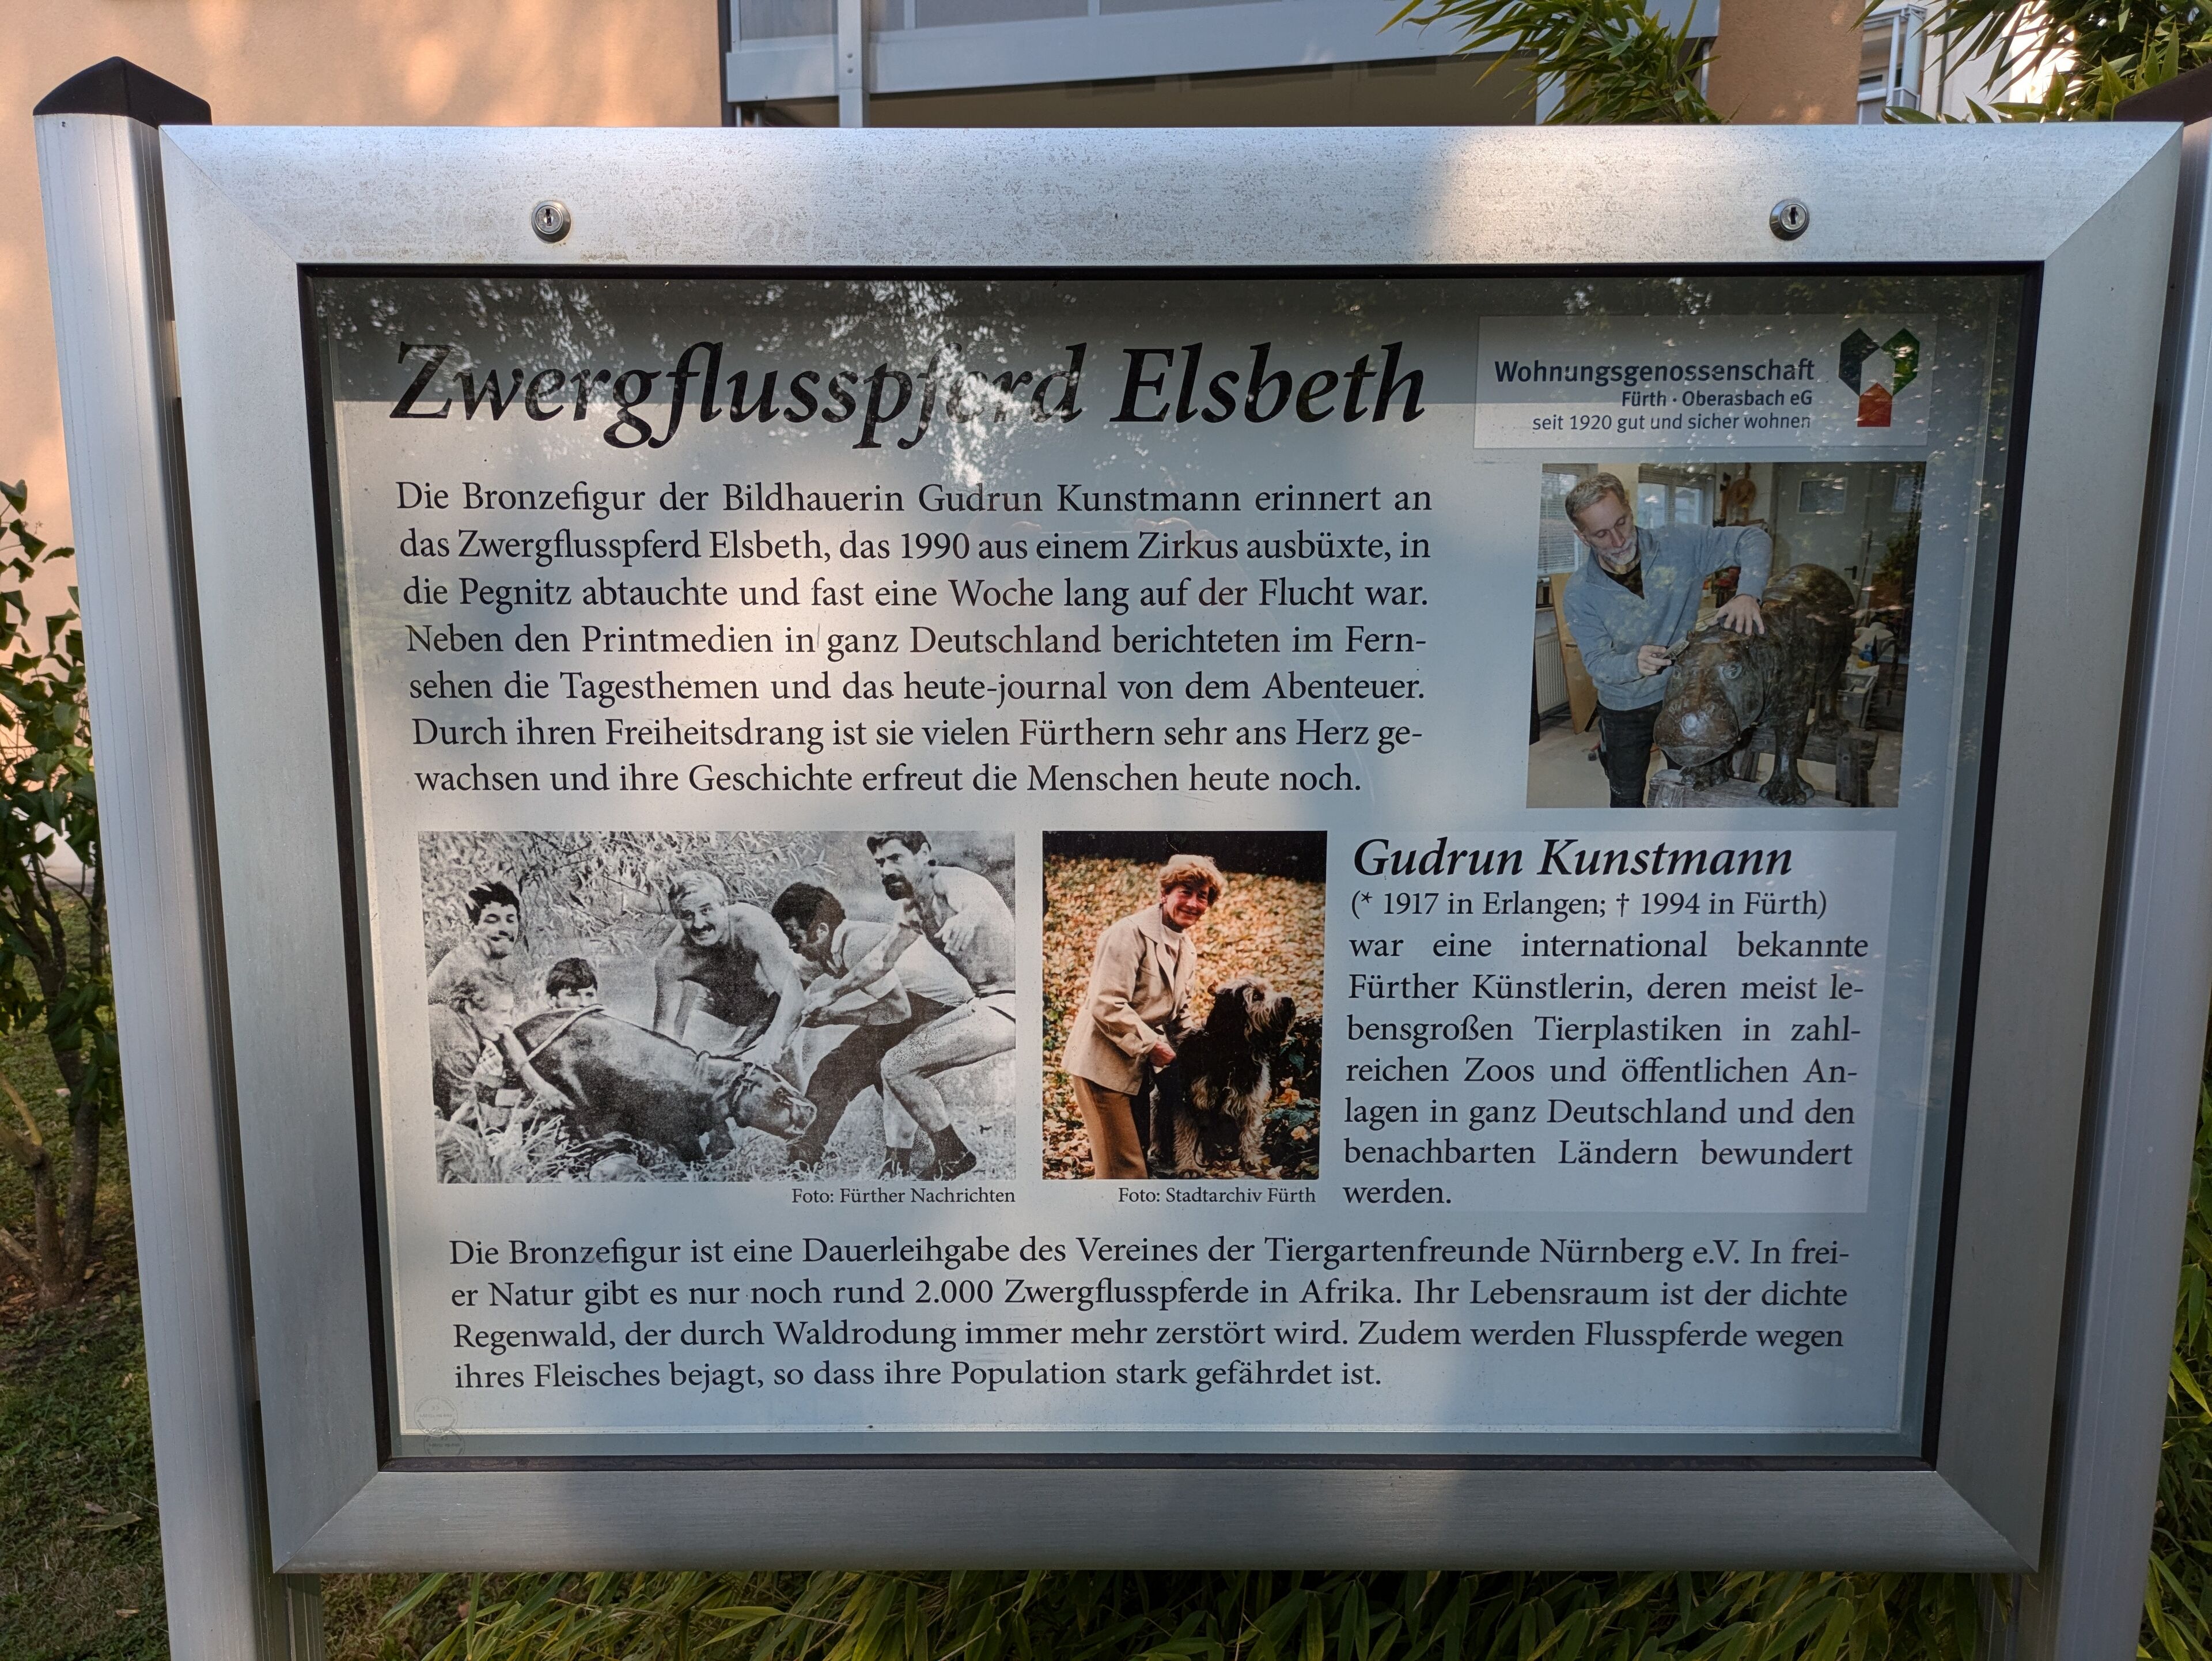 Zwergflusspferd Elsbeth
Wohnungsgenossenschaft
Fürth · Oberasbach eG
seit 1920 gut und sicher wohnen
Die Bronzefigur der Bildhauerin Gudrun Kunstmann erinnert an
das Zwergflusspferd Elsbeth, das 1990 aus einem Zirkus ausbüxte, in
die Pegnitz abtauchte und fast eine Woche lang auf der Flucht war.
Neben den Printmedien in ganz Deutschland berichteten im Fern-
sehen die Tagesthemen und das heute-journal von dem Abenteuer.
Durch ihren Freiheitsdrang ist sie vielen Fürthern sehr ans Herz ge-
wachsen und ihre Geschichte erfreut die Menschen heute noch.
Foto: Fürther Nachrichten
Foto: Stadtarchiv Fürth
Gudrun Kunstmann
(* 1917 in Erlangen; † 1994 in Fürth)
war eine international bekannte
Fürther Künstlerin, deren meist le-
bensgroßen Tierplastiken in zahl-
reichen Zoos und öffentlichen An-
lagen in ganz Deutschland und den
benachbarten Ländern bewundert
werden.
Die Bronzefigur ist eine Dauerleihgabe des Vereines der Tiergartenfreunde Nürnberg e.V. In frei-
er Natur gibt es nur noch rund 2.000 Zwergflusspferde in Afrika. Ihr Lebensraum ist der dichte
Regenwald, der durch Waldrodung immer mehr zerstört wird. Zudem werden Flusspferde wegen
ihres Fleisches bejagt, so dass ihre Population stark gefährdet ist.